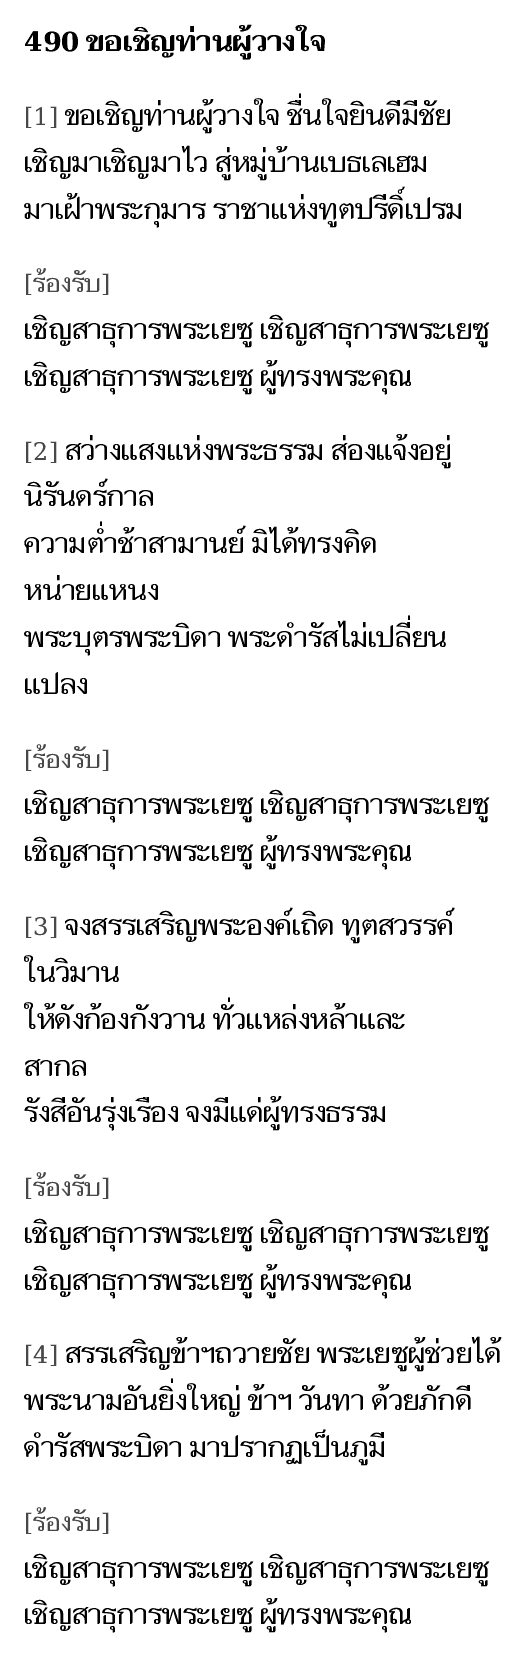 490 ขอเชิญท่านผู้วางใจ
[1] ขอเชิญท่านผู้วางใจ ชื่นใจยินดีมีชัย
เชิญมาเชิญมาไว สู่หมู่บ้านเบธเลเฮม
มาเฝ้าพระกุมาร ราชาแห่งทูตปรีดิ์เปรม
[ร้องรับ]
เชิญสาธุการพระเยซู เชิญสาธุการพระเยซู
เชิญสาธุการพระเยซู ผู้ทรงพระคุณ
[2] สว่างแสงแห่งพระธรรม ส่องแจ้งอยู่
นิรันดร์กาล
ความต่ำช้าสามานย์ มิได้ทรงคิด
หน่ายแหนง
พระบุตรพระบิดา พระดำรัสไม่เปลี่ยน
แปลง
[ร้องรับ]
เชิญสาธุการพระเยซู เชิญสาธุการพระเยซู
เชิญสาธุการพระเยซู ผู้ทรงพระคุณ
[3] จงสรรเสริญพระองค์เถิด ทูตสวรรค์
ในวิมาน
ให้ดังก้องกังวาน ทั่วแหล่งหล้าและ
สากล
รังสีอันรุ่งเรือง จงมีแด่ผู้ทรงธรรม
[ร้องรับ]
เชิญสาธุการพระเยซู เชิญสาธุการพระเยซู
เชิญสาธุการพระเยซู ผู้ทรงพระคุณ
[4] สรรเสริญข้าฯถวายชัย พระเยซูผู้ช่วยได้
พระนามอันยิ่งใหญ่ ข้าฯ วันทา ด้วยภักดี
ดำรัสพระบิดา มาปรากฏเป็นภูมี
[ร้องรับ]
เชิญสาธุการพระเยซู เชิญสาธุการพระเยซู
เชิญสาธุการพระเยซู ผู้ทรงพระคุณ